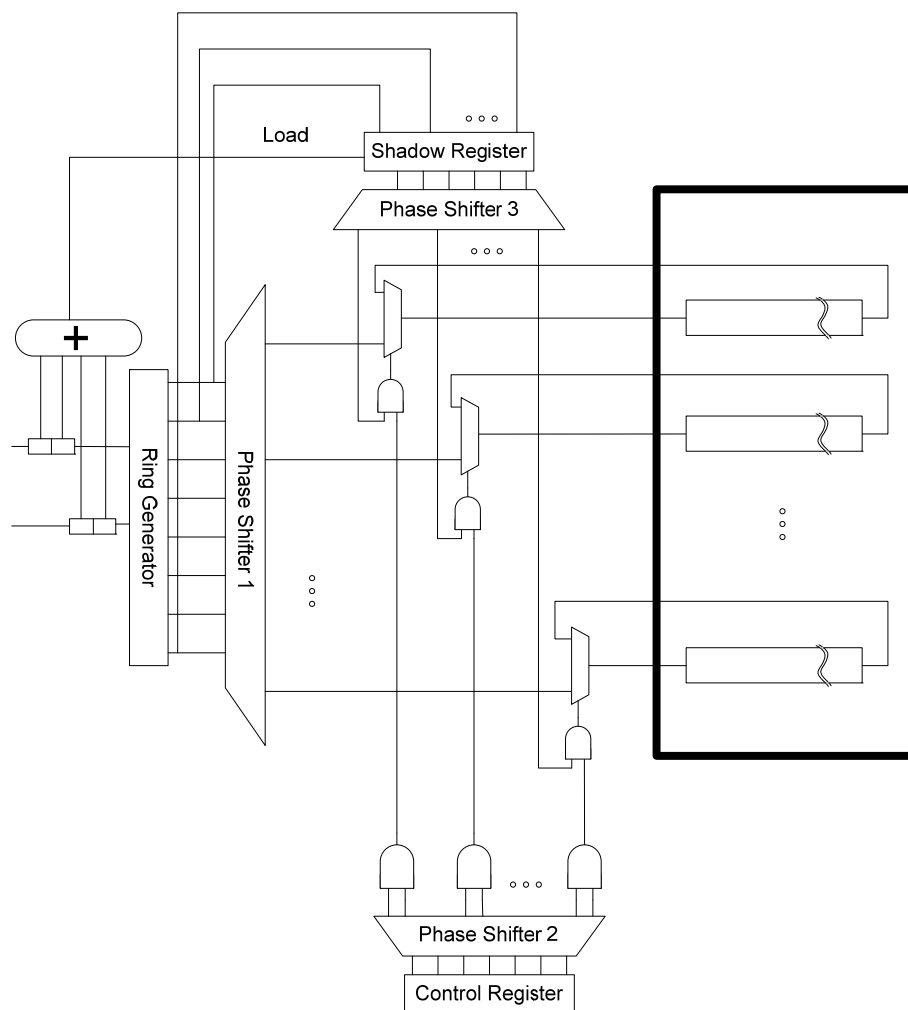 Load
Shadow Register
Phase Shifter 3
+
Ring Generator
Phase Shifter 1
Phase Shifter 2
Control Register